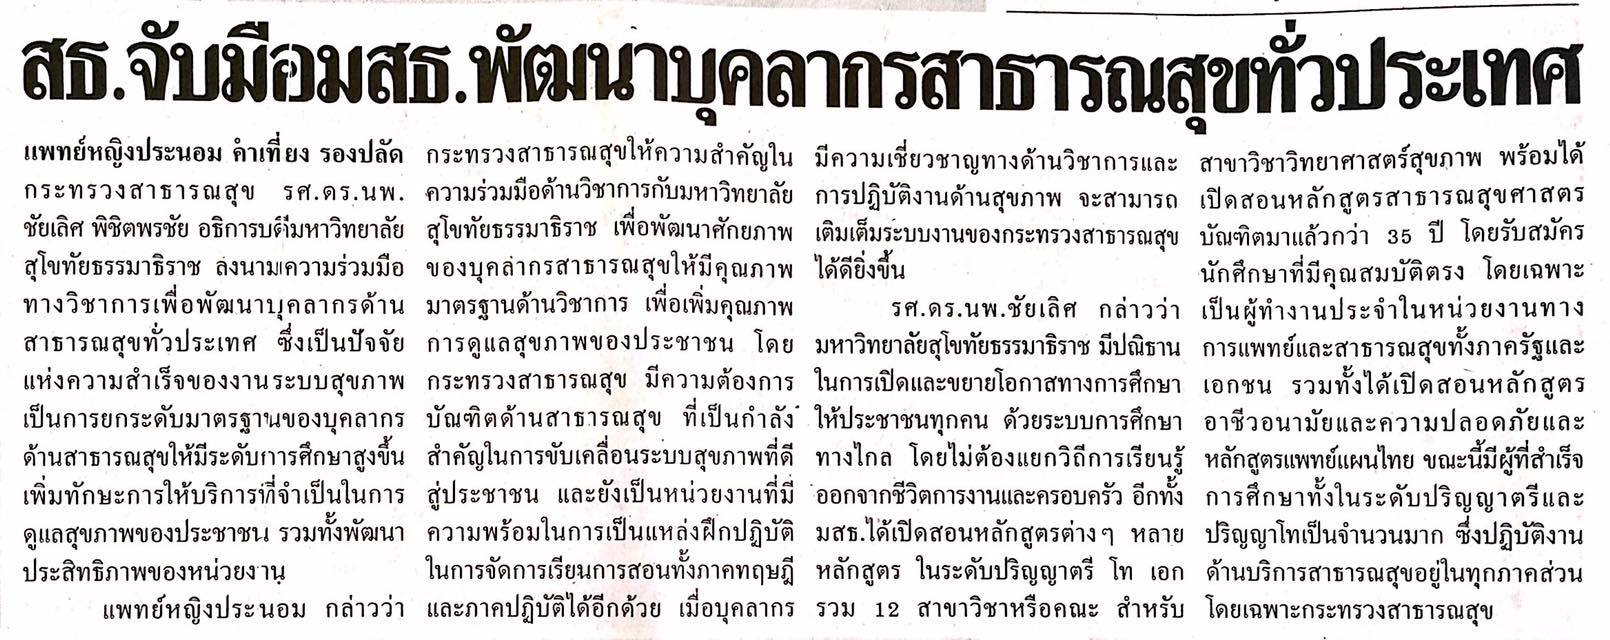 สธ.จับมือมสธ.พัฒนาบุคลากรสาธารณสุขทั่วประเทศ
แพทย์หญิงประนอม คำเที่ยง รองปลัด
กระทรวงสาธารณสุข รศ.ดร.นพ.
ชัยเลิศ พิชิตพรชัย อธิการบดีมหาวิทยาลัย
สุโขทัยธรรมาธิราช ลงนามความร่วมมือ
ทางวิชาการเพื่อพัฒนาบุคลากรด้าน
สาธารณสุขทั่วประเทศ ซึ่งเป็นปัจจัย
แห่งความสำเร็จของงานระบบสุขภาพ
เป็นการยกระดับมาตรฐานของบุคลากร
ด้านสาธารณสุขให้มีระดับการศึกษาสูงขึ้น
เพิ่มทักษะการให้บริการที่จำเป็นในการ
ดูแลสุขภาพของประชาชน รวมทั้งพัฒนา
ประสิทธิภาพของหน่วยงาน
แพทย์หญิงประนอม กล่าวว่า
กระทรวงสาธารณสุขให้ความสำคัญใน
ความร่วมมือด้านวิชาการกับมหาวิทยาลัย
สุโขทัยธรรมาธิราช เพื่อพัฒนาศักยภาพ
ของบุคลากรสาธารณสุขให้มีคุณภาพ
มาตรฐานด้านวิชาการ เพื่อเพิ่มคุณภาพ
การดูแลสุขภาพของประชาชน โดย
กระทรวงสาธารณสุข มีความต้องการ
บัณฑิตด้านสาธารณสุข ที่เป็นกำลัง
สำคัญในการขับเคลื่อนระบบสุขภาพที่ดี
สู่ประชาชน และยังเป็นหน่วยงานที่มี
ความพร้อมในการเป็นแหล่งฝึกปฏิบัติ
ในการจัดการเรียนการสอนทั้งภาคทฤษฎี
และภาคปฏิบัติได้อีกด้วย เมื่อบุคลากร
มีความเชี่ยวชาญทางด้านวิชาการและ
การปฏิบัติงานด้านสุขภาพ จะสามารถ
เติมเต็มระบบงานของกระทรวงสาธารณสุข
ได้ดียิ่งขึ้น
รศ.ดร.นพ.ชัยเลิศ กล่าวว่า
มหาวิทยาลัยสุโขทัยธรรมาธิราช มีปณิธาน
ในการเปิดและขยายโอกาสทางการศึกษา
ให้ประชาชนทุกคน ด้วยระบบการศึกษา
ทางไกล โดยไม่ต้องแยกวิถีการเรียนรู้
ออกจากชีวิตการงานและครอบครัว อีกทั้ง
มสธ.ได้เปิดสอนหลักสูตรต่างๆ หลาย
หลักสูตร ในระดับปริญญาตรี โท เอก
รวม 12 สาขาวิชาหรือคณะ สำหรับ
สาขาวิชาวิทยาศาสตร์สุขภาพ พร้อมได้
เปิดสอนหลักสูตรสาธารณสุขศาสตร
บัณฑิตมาแล้วกว่า 35 ปี โดยรับสมัคร
นักศึกษาที่มีคุณสมบัติตรง โดยเฉพาะ
เป็นผู้ทำงานประจำในหน่วยงานทาง
การแพทย์และสาธารณสุขทั้งภาครัฐและ
เอกชน รวมทั้งได้เปิดสอนหลักสูตร
อาชีวอนามัยและความปลอดภัยและ
หลักสูตรแพทย์แผนไทย ขณะนี้มีผู้ที่สำเร็จ
การศึกษาทั้งในระดับปริญญาตรีและ
ปริญญาโทเป็นจำนวนมาก ซึ่งปฏิบัติงาน
ด้านบริการสาธารณสุขอยู่ในทุกภาคส่วน
โดยเฉพาะกระทรวงสาธารณสุข